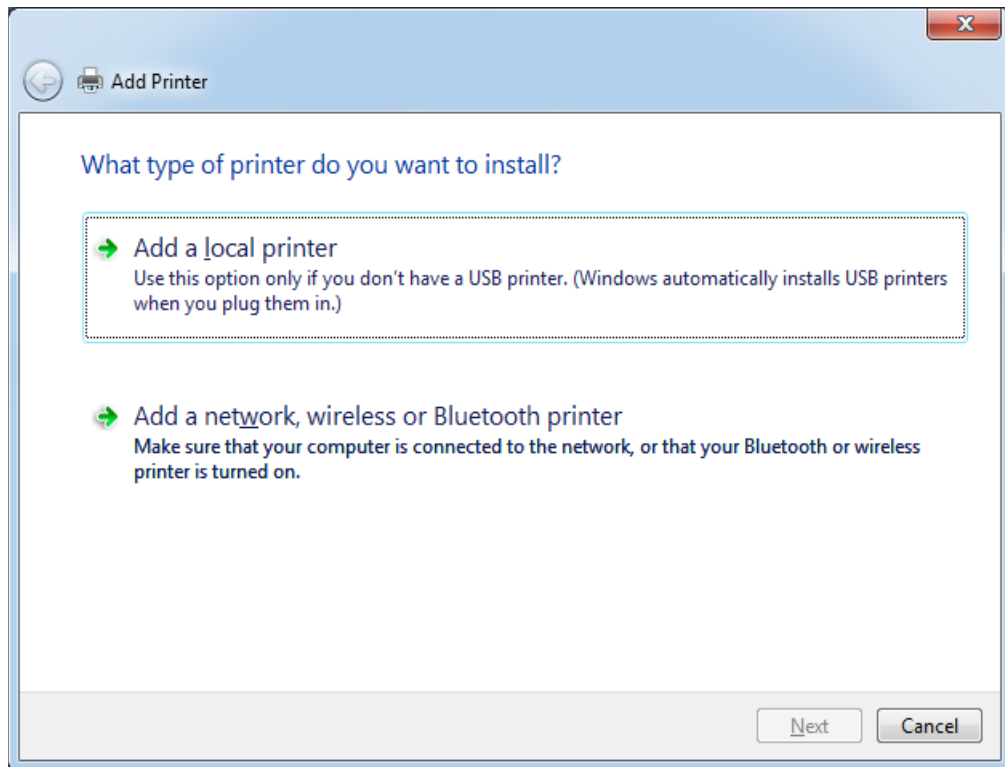 Add Printer
What type of printer do you want to install?
Add a local printer
Use this option only if you don't have a USB printer. (Windows automatically installs USB printers
when you plug them in.)
Add a network, wireless or Bluetooth printer
Make sure that your computer is connected to the network, or that your Bluetooth or wireless
printer is turned on.
Next
Cancel